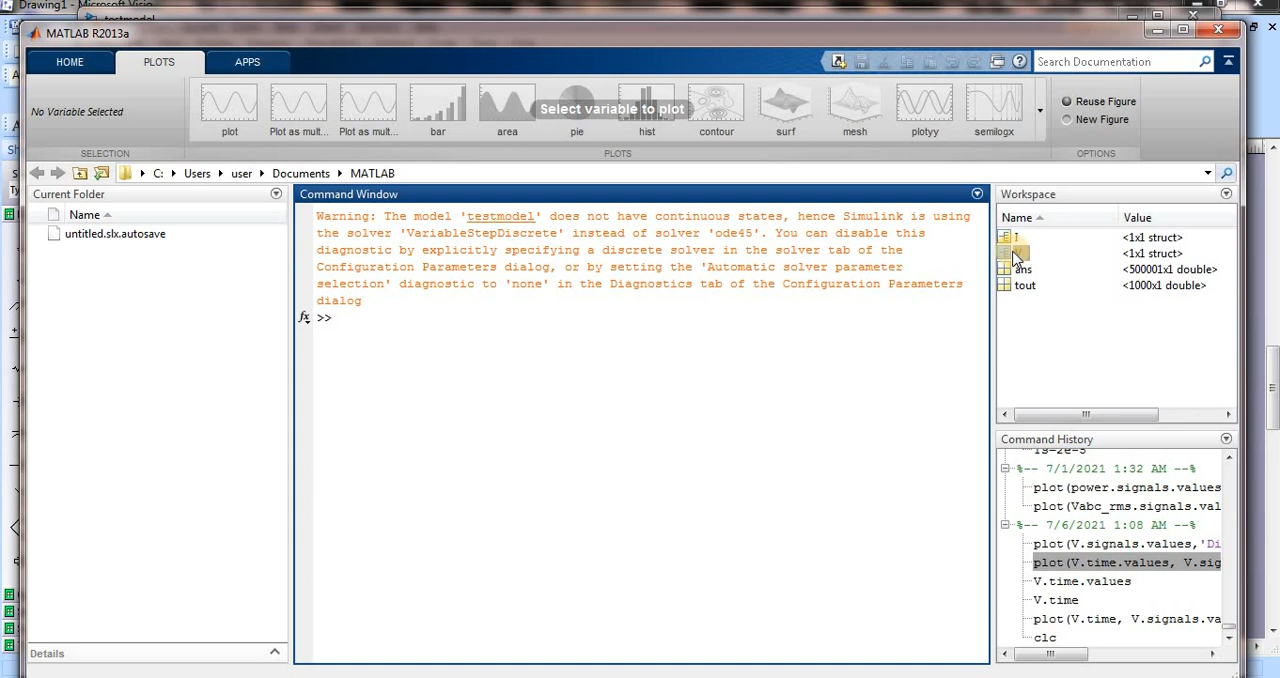 Drawing1 - Microsoft Visio
testmodel
MATLAB R2013a
HOME
PLOTS
APPS
Search Documentation
No Variable Selected
plot
Plot as mult...
Plot as mult...
bar
area
pie
hist
contour
surf
mesh
plotyy
semilogx
Select variable to plot
Reuse Figure
New Figure
SELECTION
PLOTS
OPTIONS
C: Users user Documents MATLAB
Current Folder
Name
untitled.slx.autosave
Details
Command Window
Warning: The model 'testmodel' does not have continuous states, hence Simulink is using
the solver 'VariableStepDiscrete' instead of solver 'ode45'. You can disable this
diagnostic by explicitly specifying a discrete solver in the solver tab of the
Configuration Parameters dialog, or by setting the 'Automatic solver parameter
selection' diagnostic to 'none' in the Diagnostics tab of the Configuration Parameters
dialog
fx >>
Workspace
Name Value
I <1x1 struct>
<1x1 struct>
ans <500001x1 double>
tout <1000x1 double>
Command History
Ts=2e-5
%-- 7/1/2021 1:32 AM --%
plot(power.signals.values
plot(Vabc_rms.signals.val
%-- 7/6/2021 1:08 AM --%
plot(V.signals.values,'Di
plot(V.time.values, V.sig
V.time.values
V.time
plot(V.time, V.signals.va
clc